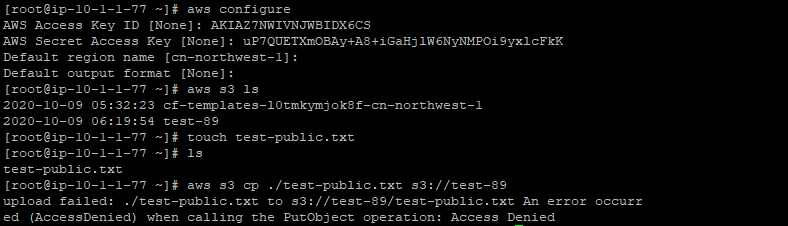 [root@ip-10-1-1-77 ~]# aws configure
AWS Access Key ID [None]: AKIAZ7NWIVNJWBIDX6CS
AWS Secret Access Key [None]: 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
Default region name [cn-northwest-1]:
Default output format [None]:
[root@ip-10-1-1-77 ~]# aws s3 ls
2020-10-09 05:32:23 cf-templates-l0tmkymjok8f-cn-northwest-1
2020-10-09 06:19:54 test-89
[root@ip-10-1-1-77 ~]# touch test-public.txt
[root@ip-10-1-1-77 ~]# ls
test-public.txt
[root@ip-10-1-1-77 ~]# aws s3 cp ./test-public.txt s3://test-89
upload failed: ./test-public.txt to s3://test-89/test-public.txt An error occurr
ed (AccessDenied) when calling the PutObject operation: Access Denied